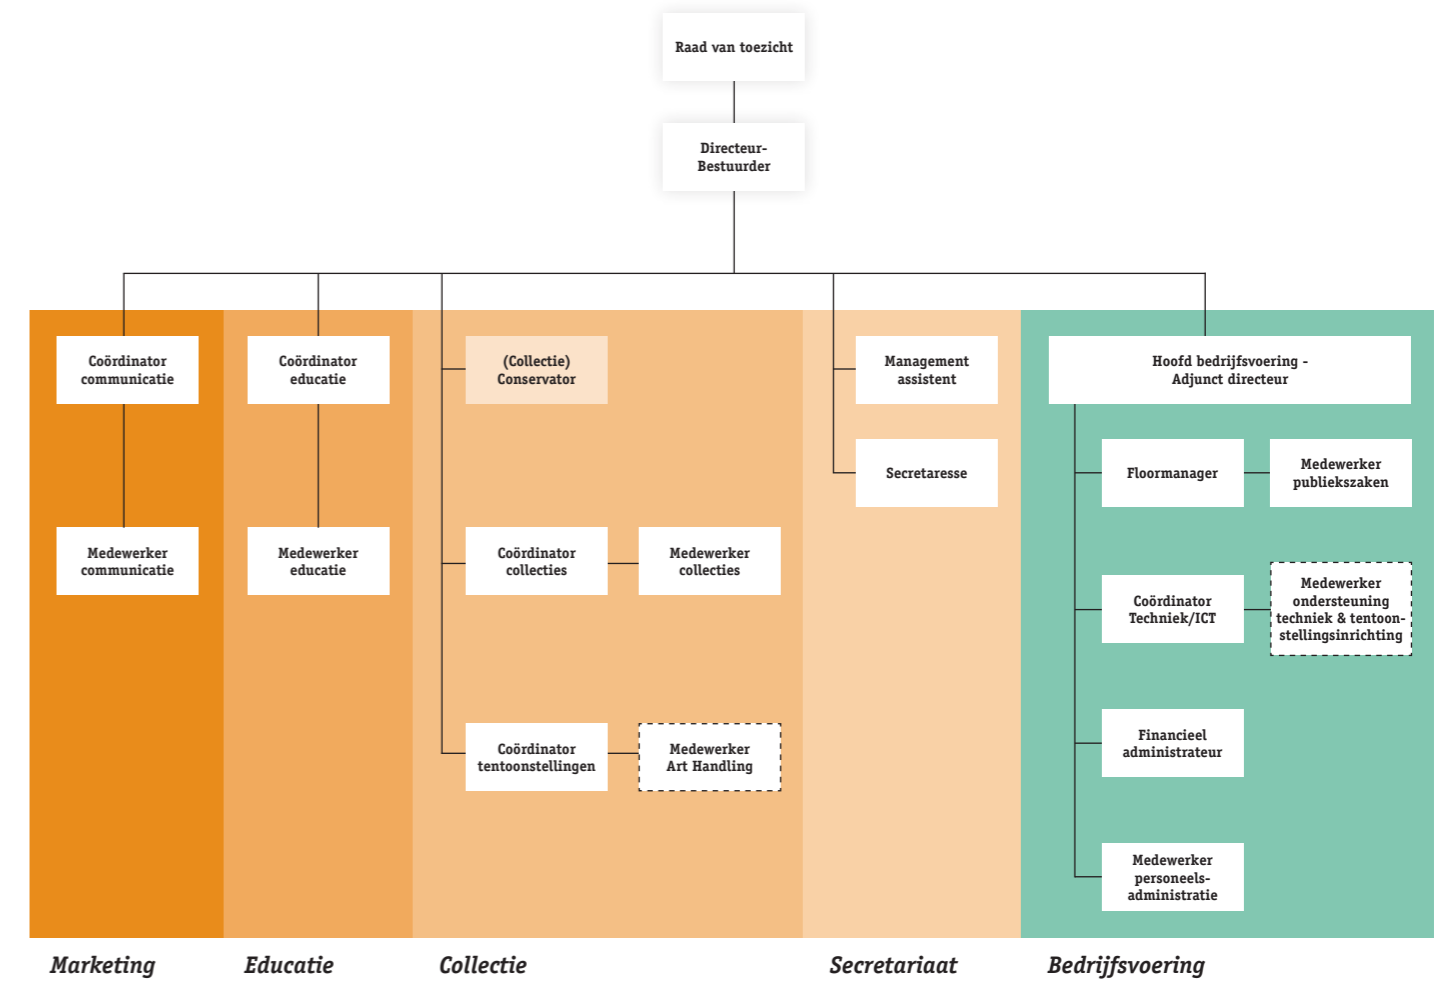 Raad van toezicht
Directeur-
Bestuurder
Coördinator
communicatie
Medewerker
communicatie
Coördinator
educatie
Medewerker
educatie
(Collectie)
Conservator
Coördinator
collecties
Medewerker
collecties
Coördinator
tentoonstellingen
Medewerker
Art Handling
Management
assistent
Secretaresse
Hoofd bedrijfsvoering -
Adjunct directeur
Floormanager
Medewerker
publiekszaken
Coördinator
Techniek/ICT
Medewerker
ondersteuning
techniek & tentoon-
stellingsinrichting
Financieel
administrateur
Medewerker
personeels-
administratie
Marketing
Educatie
Collectie
Secretariaat
Bedrijfsvoering